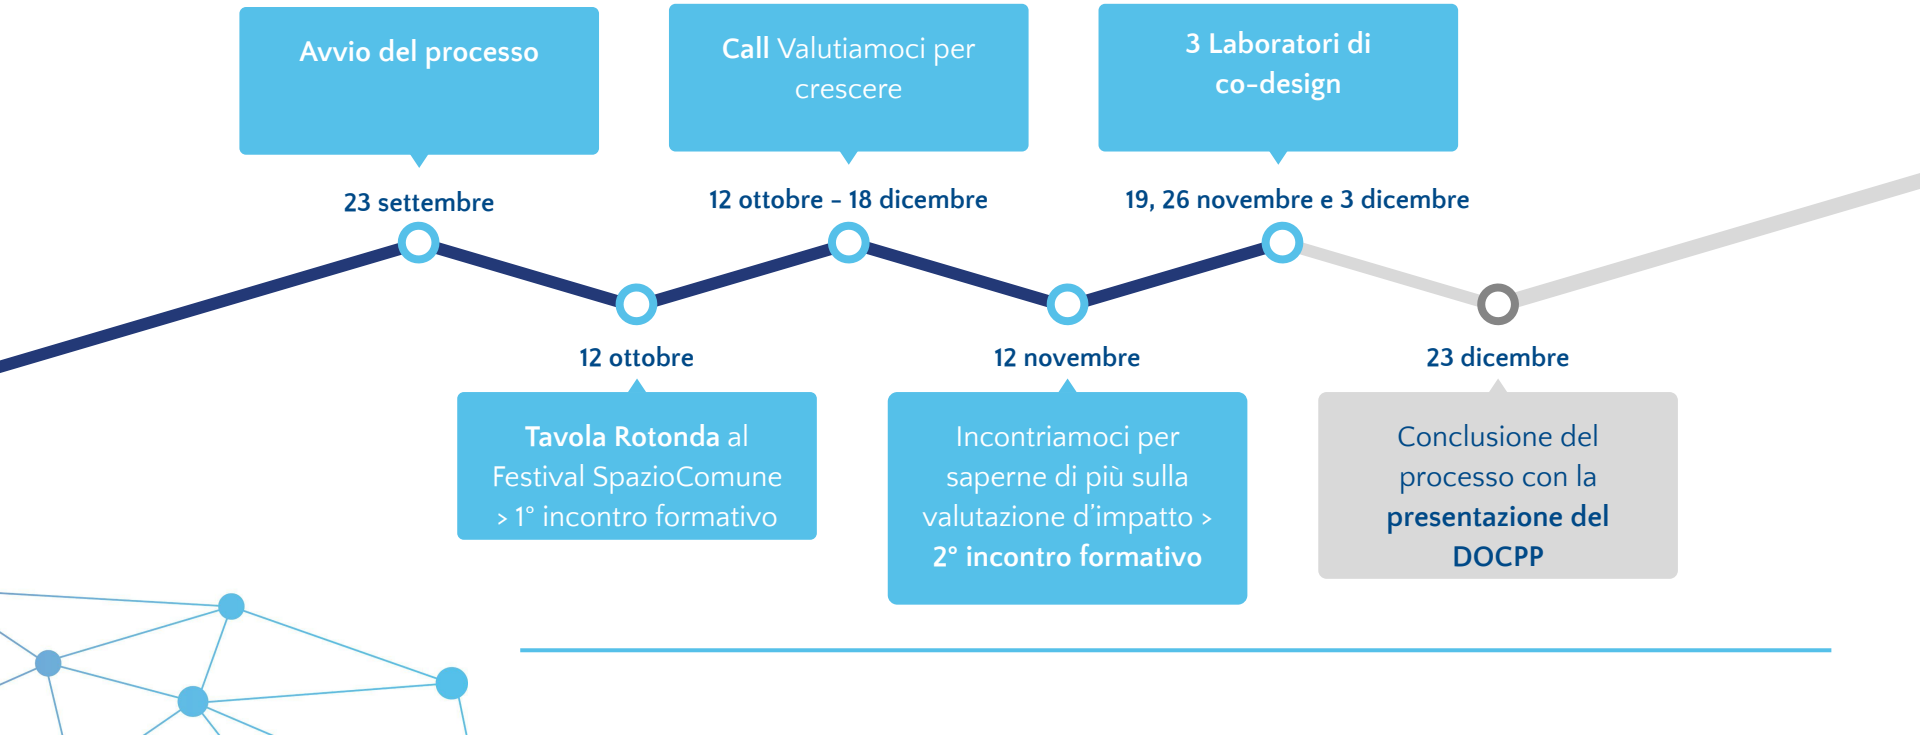 Avvio del processo
23 settembre
Call Valutiamoci per
crescere
12 ottobre - 18 dicembre
3 Laboratori di
co-design
19, 26 novembre e 3 dicembre
12 ottobre
Tavola Rotonda al
Festival SpazioComune
> 1° incontro formativo
12 novembre
Incontriamoci per
saperne di più sulla
valutazione d'impatto >
2° incontro formativo
23 dicembre
Conclusione del
processo con la
presentazione del
DOCPP